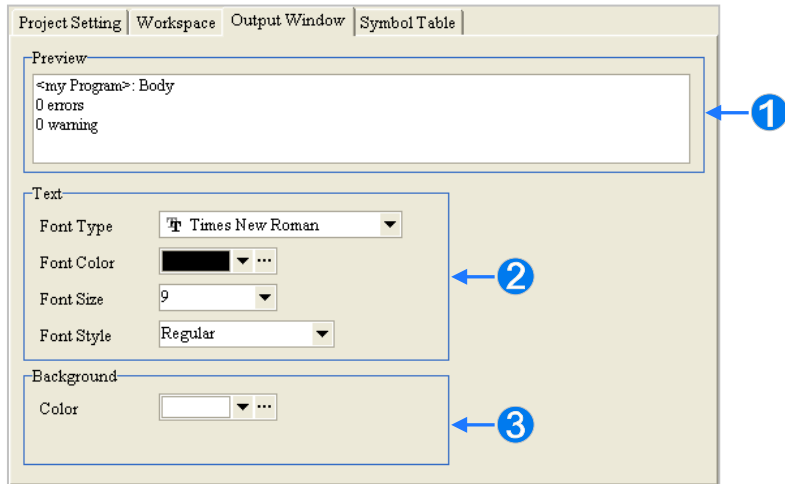 Project Setting Workspace Output Window Symbol Table
Preview
<my Program>: Body
0 errors
0 warning
1
Text
Font Type Times New Roman
Font Color ...
Font Size 9
2
Font Style Regular
Background
Color ...
3